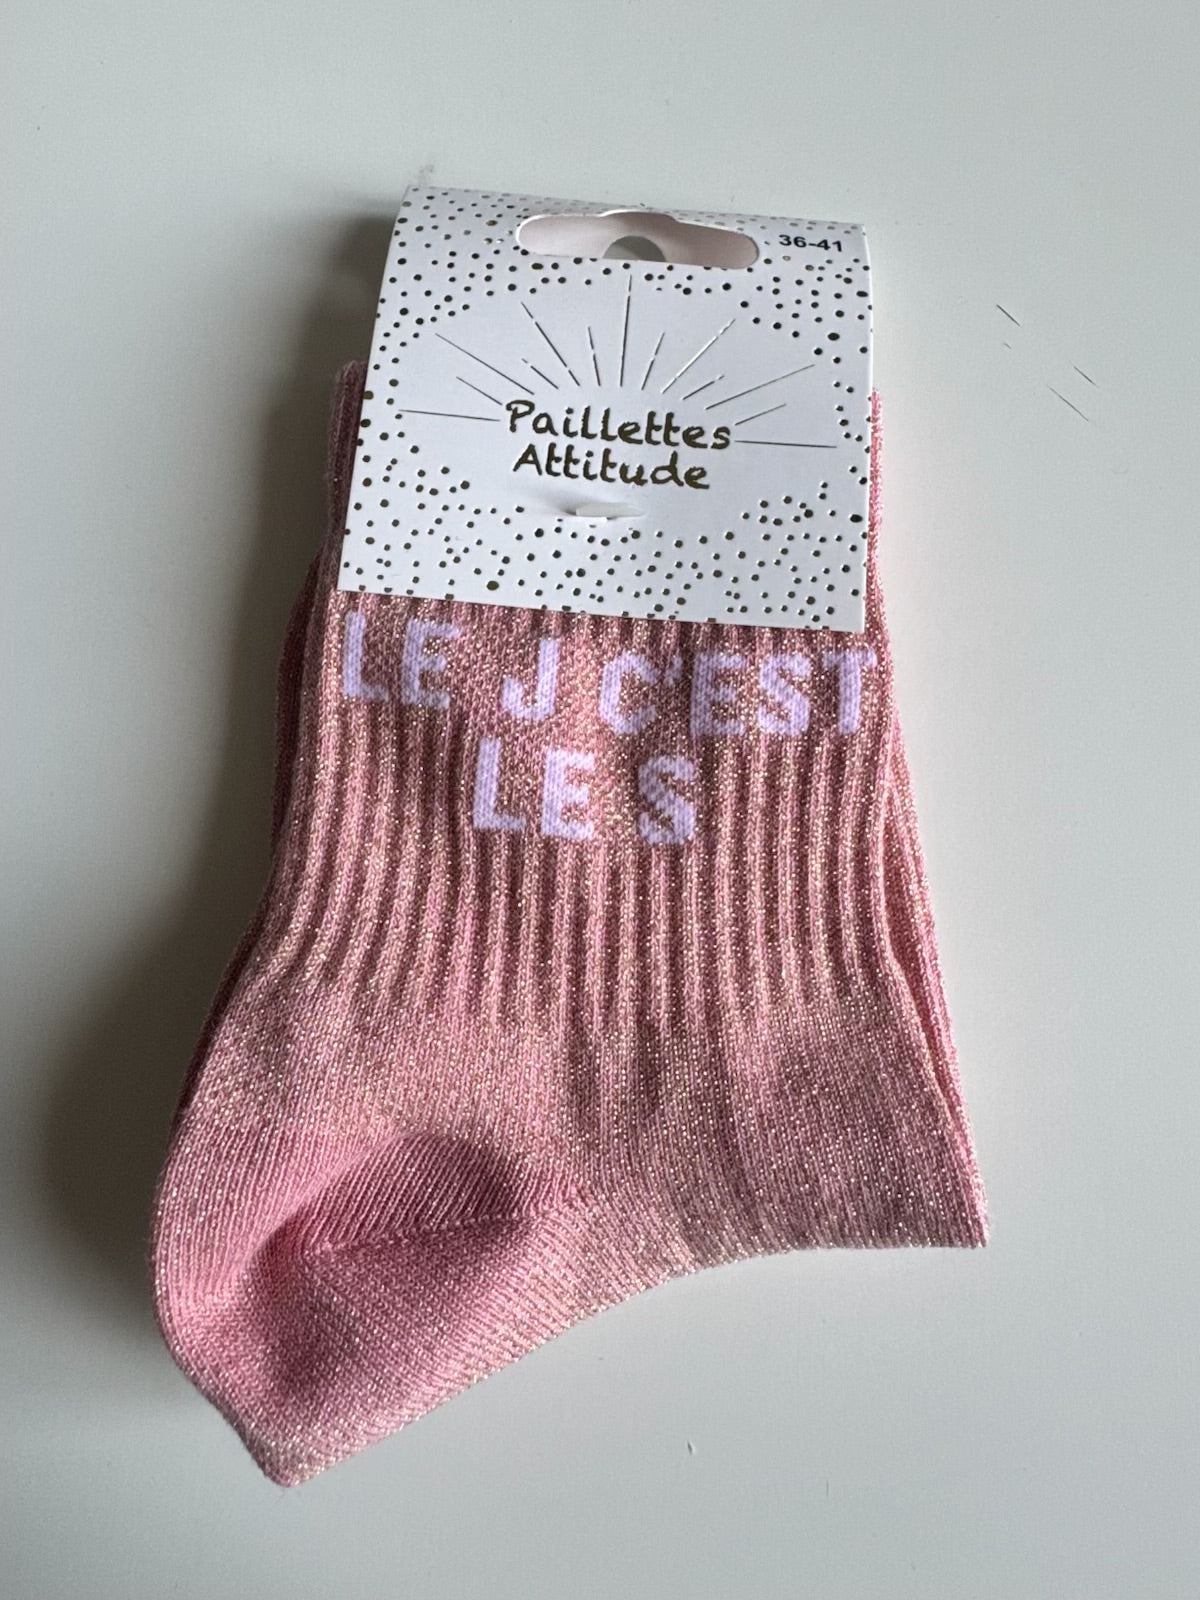 36-41
Paillettes
Attitude
LE J C'EST
LE S